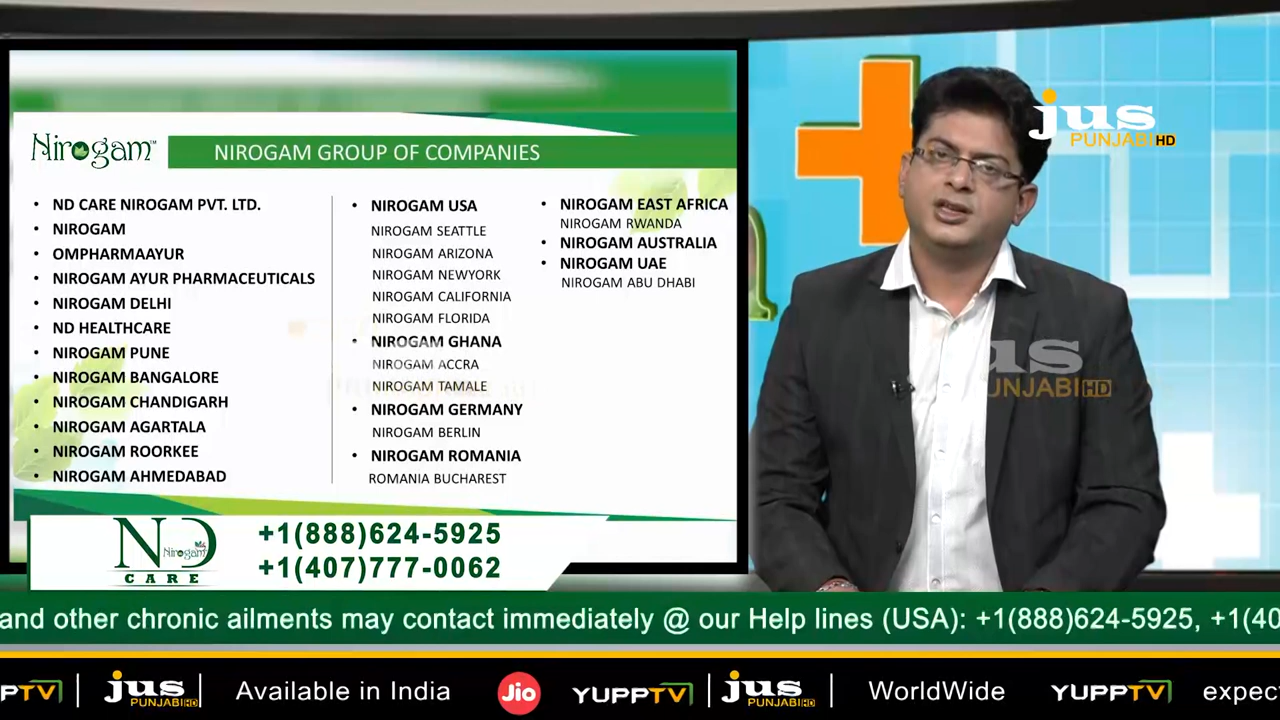 Nirogam™
NIROGAM GROUP OF COMPANIES
• ND CARE NIROGAM PVT. LTD.
• NIROGAM
• OMPHARMAAYUR
• NIROGAM AYUR PHARMACEUTICALS
• NIROGAM DELHI
• ND HEALTHCARE
• NIROGAM PUNE
• NIROGAM BANGALORE
• NIROGAM CHANDIGARH
• NIROGAM AGARTALA
• NIROGAM ROORKEE
• NIROGAM AHMEDABAD
• NIROGAM USA
NIROGAM SEATTLE
NIROGAM ARIZONA
NIROGAM NEWYORK
NIROGAM CALIFORNIA
NIROGAM FLORIDA
• NIROGAM GHANA
NIROGAM ACCRA
NIROGAM TAMALE
• NIROGAM GERMANY
NIROGAM BERLIN
• NIROGAM ROMANIA
ROMANIA BUCHAREST
• NIROGAM EAST AFRICA
NIROGAM RWANDA
• NIROGAM AUSTRALIA
• NIROGAM UAE
NIROGAM ABU DHABI
jus
PUNJABI HD
jus
PUNJABI HD
ND
Nirogam
CARE
+1(888)624-5925
+1(407)777-0062
and other chronic ailments may contact immediately @ our Help lines (USA): +1(888)624-5925, +1(40
PPTV | jus PUNJABI HD | Available in India Jio YUPPTV | jus PUNJABI HD | WorldWide YUPPTV expec